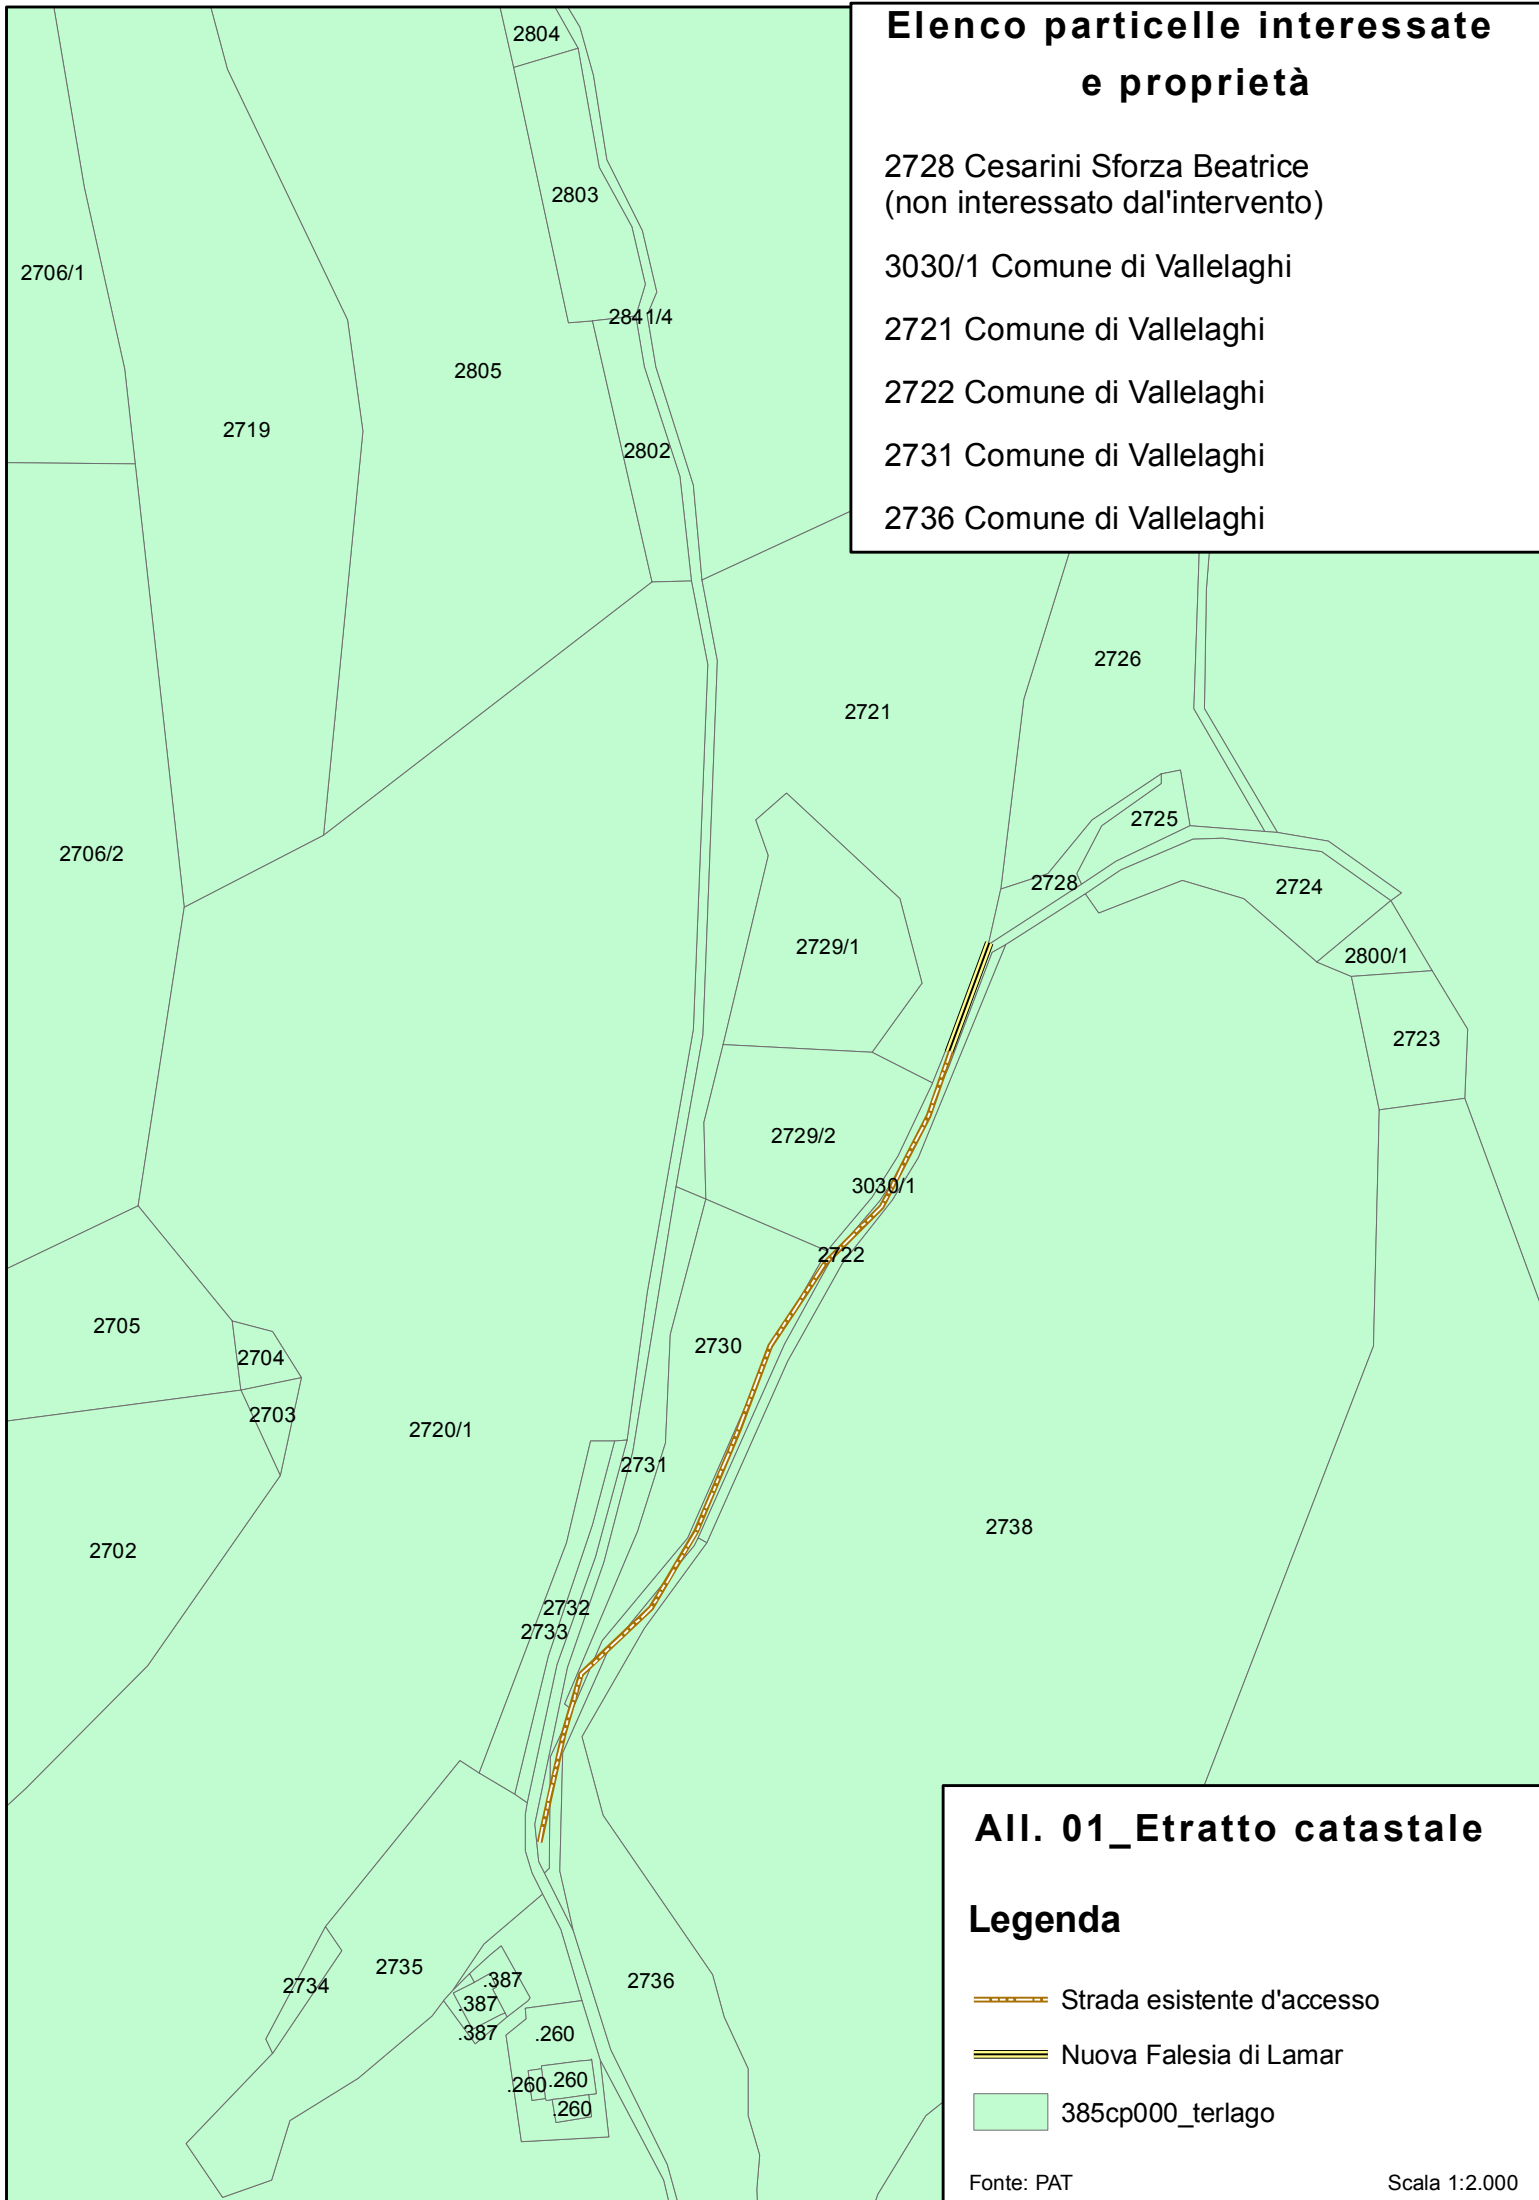 Elenco particelle interessate
e proprietà
2728 Cesarini Sforza Beatrice
(non interessato dal'intervento)
3030/1 Comune di Vallelaghi
2721 Comune di Vallelaghi
2722 Comune di Vallelaghi
2731 Comune di Vallelaghi
2736 Comune di Vallelaghi
2804
2803
2706/1
2841/4
2805
2719
2802
2726
2721
2725
2706/2
2728
2724
2729/1
2800/1
2723
2729/2
3030/1
2722
2705
2730
2704
2703
2720/1
2731
2738
2702
2732
2733
2735
2734
.387
2736
.387
.387
.260
.260
.260
.260
All. 01_Etratto catastale
Legenda
Strada esistente d'accesso
Nuova Falesia di Lamar
385cp000_terlago
Fonte: PAT
Scala 1:2.000